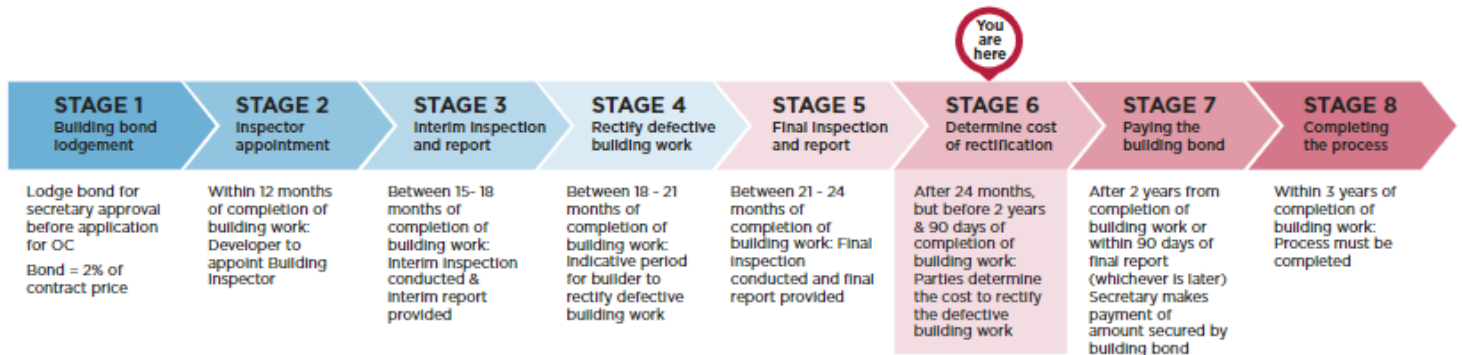 You
are
here
STAGE 1
Building bond
lodgement
Lodge bond for
secretary approval
before application
for OC
Bond = 2% of
contract price
STAGE 2
Inspector
appointment
Within 12 months
of completion of
building work:
Developer to
appoint Building
Inspector
STAGE 3
Interim inspection
and report
Between 15- 18
months of
completion of
building work:
Interim inspection
conducted &
interim report
provided
STAGE 4
Rectify defective
building work
Between 18 - 21
months of
completion of
building work:
Indicative period
for builder to
rectify defective
building work
STAGE 5
Final inspection
and report
Between 21 - 24
months of
completion of
building work: Final
inspection
conducted and final
report provided
STAGE 6
Determine cost
of rectification
After 24 months,
but before 2 years
& 90 days of
completion of
building work:
Parties determine
the cost to rectify
the defective
building work
STAGE 7
Paying the
building bond
After 2 years from
completion of
building work or
within 90 days of
final report
(whichever is later)
Secretary makes
payment of
amount secured by
building bond
STAGE 8
Completing
the process
Within 3 years of
completion of
building work:
Process must be
completed